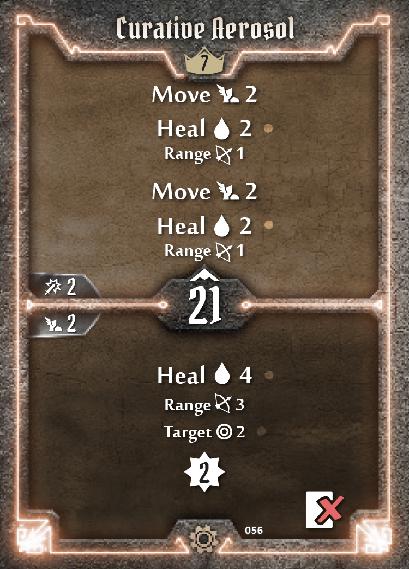 Curative Aerosol
7
Move 2
Heal 2
Range 1
Move 2
Heal 2
Range 1
2
21
2
Heal 4
Range 3
Target 2
2
056